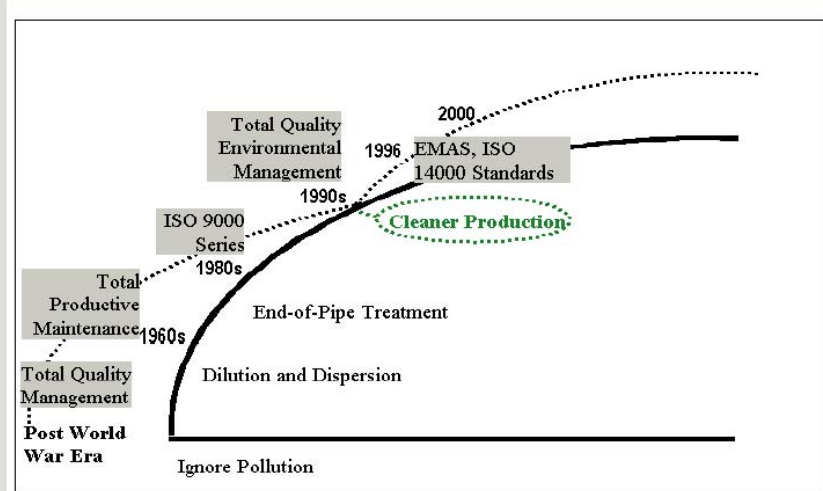 2000
Total Quality
Environmental
Management
1996
EMAS, ISO
14000 Standards
1990s
Cleaner Production
ISO 9000
Series
1980s
Total
Productive
Maintenance
End-of-Pipe Treatment
1960s
Total Quality
Management
Dilution and Dispersion
Post World
War Era
Ignore Pollution